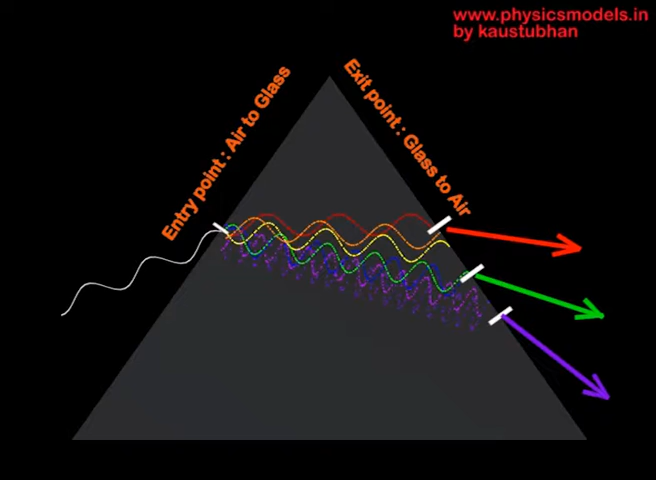 www.physicsmodels.in
by kaustubhan
Entry point : Air to Glass
Exit point : Glass to Air